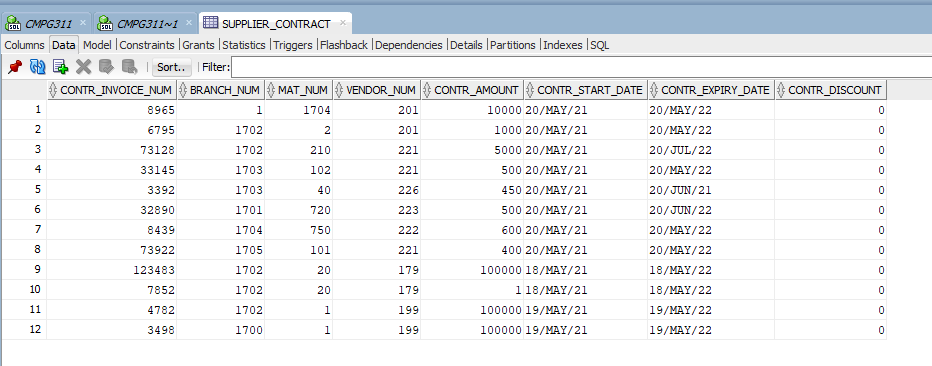 CMPG311 CMPG311~1 SUPPLIER_CONTRACT
Columns Data Model Constraints Grants Statistics Triggers Flashback Dependencies Details Partitions Indexes SQL
Sort.. Filter:
CONTR_INVOICE_NUM BRANCH_NUM MAT_NUM VENDOR_NUM CONTR_AMOUNT CONTR_START_DATE CONTR_EXPIRY_DATE CONTR_DISCOUNT
1 8965 1 1704 201 10000 20/MAY/21 20/MAY/22 0
2 6795 1702 2 201 1000 20/MAY/21 20/MAY/22 0
3 73128 1702 210 221 5000 20/MAY/21 20/JUL/22 0
4 33145 1703 102 221 500 20/MAY/21 20/MAY/22 0
5 3392 1703 40 226 450 20/MAY/21 20/JUN/21 0
6 32890 1701 720 223 500 20/MAY/21 20/JUN/22 0
7 8439 1704 750 222 600 20/MAY/21 20/MAY/22 0
8 73922 1705 101 221 400 20/MAY/21 20/MAY/22 0
9 123483 1702 20 179 100000 18/MAY/21 18/MAY/22 0
10 7852 1702 20 179 1 18/MAY/21 18/MAY/22 0
11 4782 1702 1 199 100000 19/MAY/21 19/MAY/22 0
12 3498 1700 1 199 100000 19/MAY/21 19/MAY/22 0